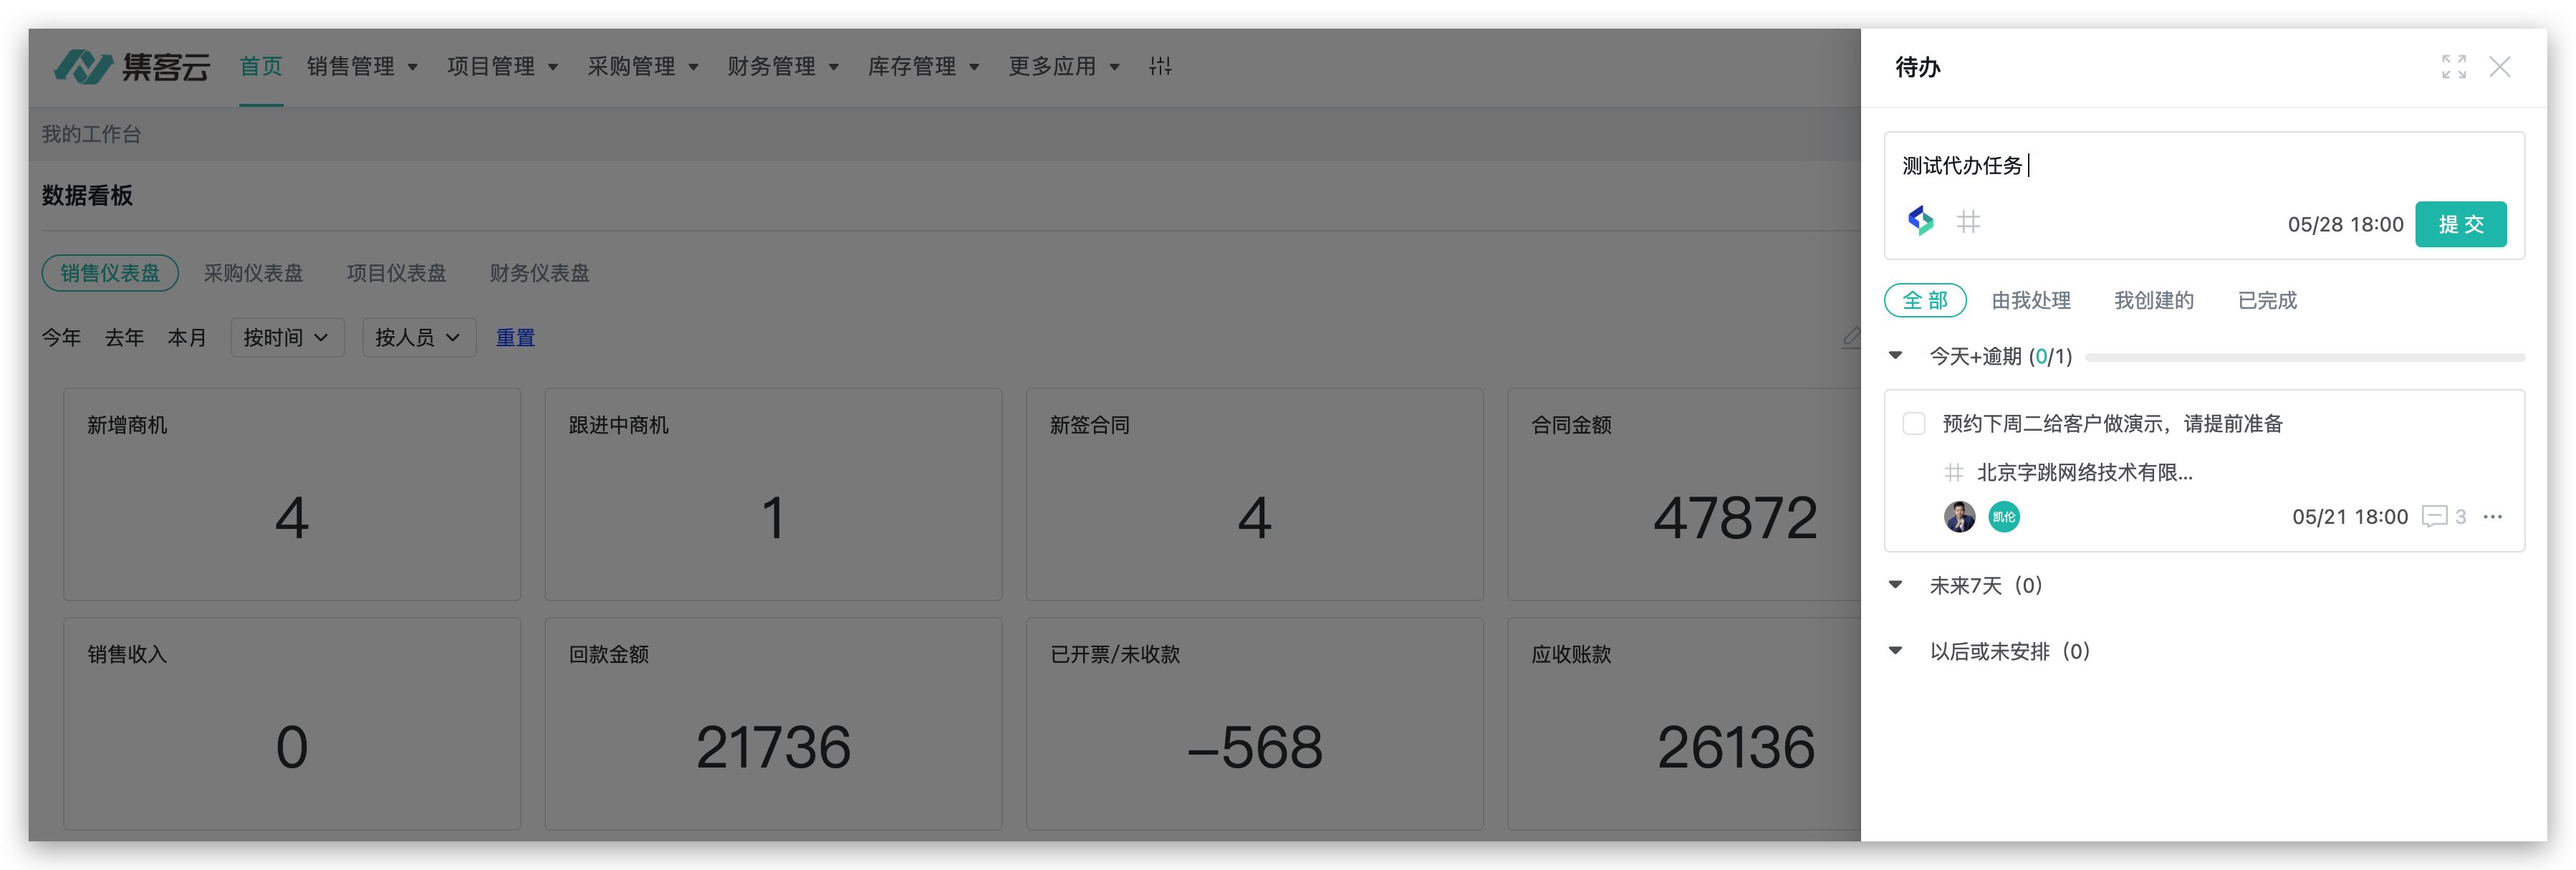 集客云 首页 销售管理 项目管理 采购管理 财务管理 库存管理 更多应用
我的工作台
数据看板
销售仪表盘 采购仪表盘 项目仪表盘 财务仪表盘
今年 去年 本月 按时间 按人员 重置
新增商机 跟进中商机 新签合同 合同金额
4 1 4 47872
销售收入 回款金额 已开票/未收款 应收账款
0 21736 -568 26136
待办
测试代办任务
05/28 18:00 提交
全部 由我处理 我创建的 已完成
今天+逾期 (0/1)
预约下周二给客户做演示，请提前准备
北京字跳网络技术有限...
凯伦 05/21 18:00 3
未来7天（0）
以后或未安排（0）